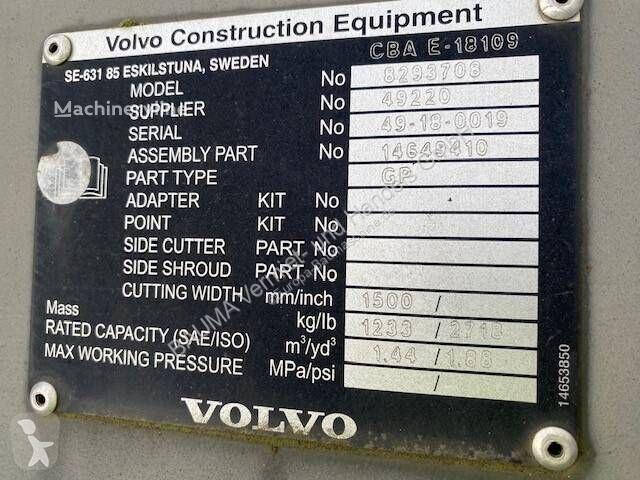 Volvo Construction Equipment
CBA E-18109
SE-631 85 ESKILSTUNA, SWEDEN
MODEL No 8293708
SUPPLIER No 49220
SERIAL No 49-18-0019
ASSEMBLY PART No 14649410
PART TYPE GP
ADAPTER KIT No
POINT KIT No
SIDE CUTTER PART No
SIDE SHROUD PART No
CUTTING WIDTH mm/inch 1500 /
Mass kg/lb 1233 / 2718
RATED CAPACITY (SAE/ISO) m³/yd³ 1.44 / 1.88
MAX WORKING PRESSURE MPa/psi /
VOLVO
14653850